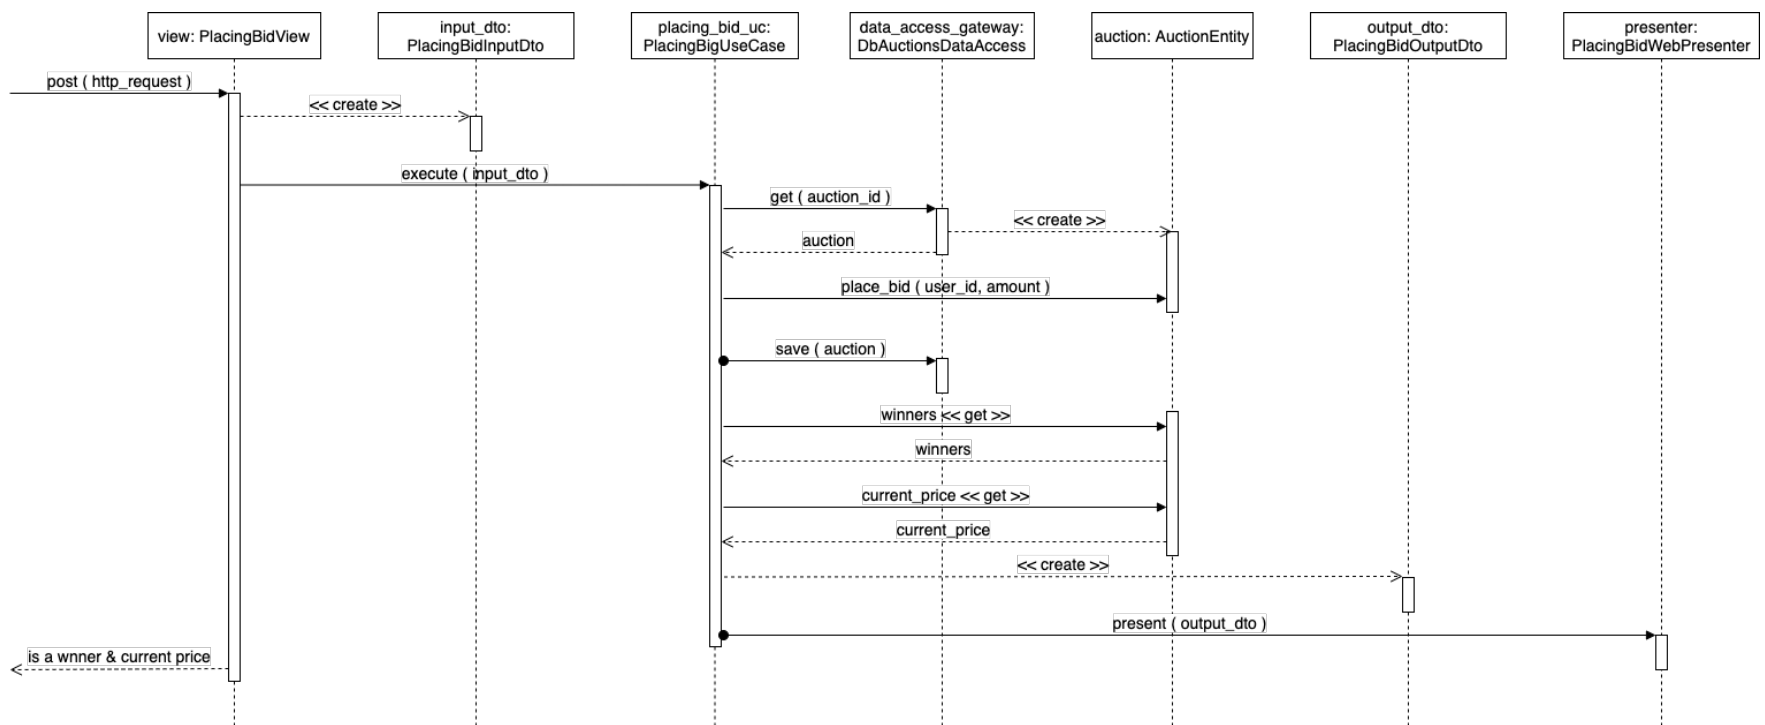 view: PlacingBidView
input_dto:
PlacingBidInputDto
placing_bid_uc:
PlacingBigUseCase
data_access_gateway:
DbAuctionsDataAccess
auction: AuctionEntity
output_dto:
PlacingBidOutputDto
presenter:
PlacingBidWebPresenter
post ( http_request )
<< create >>
execute ( input_dto )
get ( auction_id )
<< create >>
auction
place_bid ( user_id, amount )
save ( auction )
winners << get >>
winners
current_price << get >>
current_price
<< create >>
present ( output_dto )
is a wnner & current price